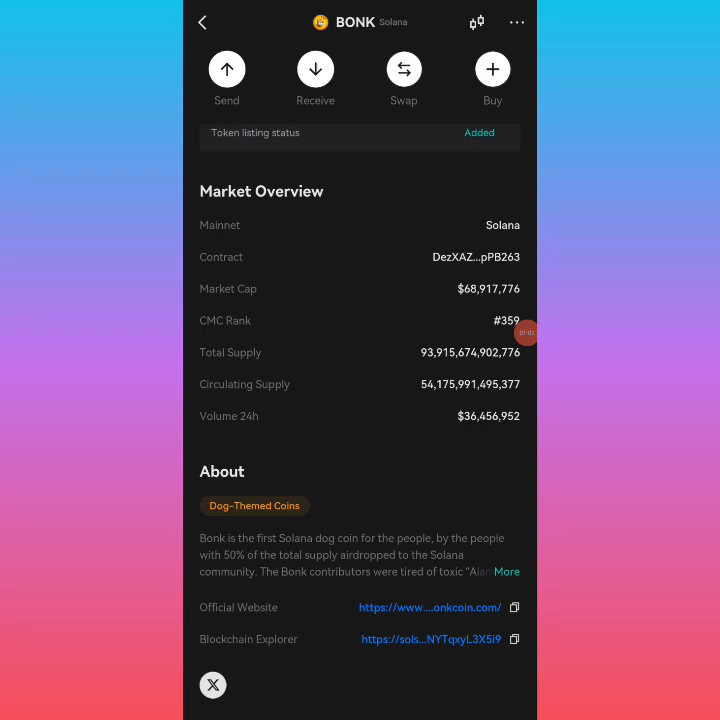 BONK Solana
Send Receive Swap Buy
Token listing status Added
Market Overview
Mainnet Solana
Contract DezXAZ...pPB263
Market Cap $68,917,776
CMC Rank #359
01:02
Total Supply 93,915,674,902,776
Circulating Supply 54,175,991,495,377
Volume 24h $36,456,952
About
Dog-Themed Coins
Bonk is the first Solana dog coin for the people, by the people
with 50% of the total supply airdropped to the Solana
community. The Bonk contributors were tired of toxic "Alam More
Official Website https://www....onkcoin.com/
Blockchain Explorer https://sols...NYTqxyL3X5i9